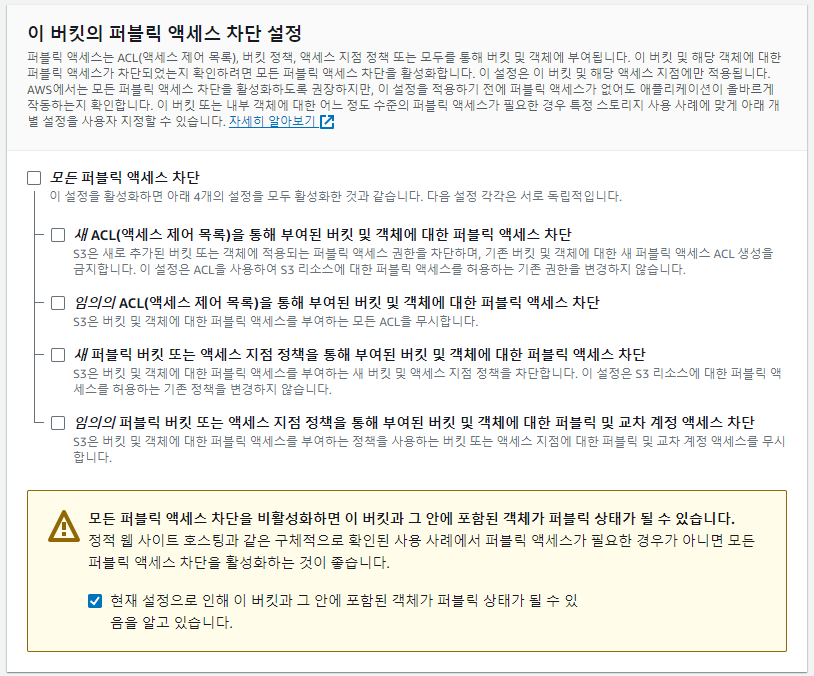 이 버킷의 퍼블릭 액세스 차단 설정
퍼블릭 액세스는 ACL(액세스 제어 목록), 버킷 정책, 액세스 지점 정책 또는 모두를 통해 버킷 및 객체에 부여됩니다. 이 버킷 및 해당 객체에 대한
퍼블릭 액세스가 차단되었는지 확인하려면 모든 퍼블릭 액세스 차단을 활성화합니다. 이 설정은 이 버킷 및 해당 액세스 지점에만 적용됩니다.
AWS에서는 모든 퍼블릭 액세스 차단을 활성화하도록 권장하지만, 이 설정을 적용하기 전에 퍼블릭 액세스가 없어도 애플리케이션이 올바르게
작동하는지 확인합니다. 이 버킷 또는 내부 객체에 대한 어느 정도 수준의 퍼블릭 액세스가 필요한 경우 특정 스토리지 사용 사례에 맞게 아래 개
별 설정을 사용자 지정할 수 있습니다. 자세히 알아보기
모든 퍼블릭 액세스 차단
이 설정을 활성화하면 아래 4개의 설정을 모두 활성화한 것과 같습니다. 다음 설정 각각은 서로 독립적입니다.
새 ACL(액세스 제어 목록)을 통해 부여된 버킷 및 객체에 대한 퍼블릭 액세스 차단
S3은 새로 추가된 버킷 또는 객체에 적용되는 퍼블릭 액세스 권한을 차단하며, 기존 버킷 및 객체에 대한 새 퍼블릭 액세스 ACL 생성을
금지합니다. 이 설정은 ACL을 사용하여 S3 리소스에 대한 퍼블릭 액세스를 허용하는 기존 권한을 변경하지 않습니다.
임의의 ACL(액세스 제어 목록)을 통해 부여된 버킷 및 객체에 대한 퍼블릭 액세스 차단
S3은 버킷 및 객체에 대한 퍼블릭 액세스를 부여하는 모든 ACL을 무시합니다.
새 퍼블릭 버킷 또는 액세스 지점 정책을 통해 부여된 버킷 및 객체에 대한 퍼블릭 액세스 차단
S3은 버킷 및 객체에 대한 퍼블릭 액세스를 부여하는 새 버킷 및 액세스 지점 정책을 차단합니다. 이 설정은 S3 리소스에 대한 퍼블릭 액
세스를 허용하는 기존 정책을 변경하지 않습니다.
임의의 퍼블릭 버킷 또는 액세스 지점 정책을 통해 부여된 버킷 및 객체에 대한 퍼블릭 및 교차 계정 액세스 차단
S3은 버킷 및 객체에 대한 퍼블릭 액세스를 부여하는 정책을 사용하는 버킷 또는 액세스 지점에 대한 퍼블릭 및 교차 계정 액세스를 무시
합니다.
모든 퍼블릭 액세스 차단을 비활성화하면 이 버킷과 그 안에 포함된 객체가 퍼블릭 상태가 될 수 있습니다.
정적 웹 사이트 호스팅과 같은 구체적으로 확인된 사용 사례에서 퍼블릭 액세스가 필요한 경우가 아니면 모든
퍼블릭 액세스 차단을 활성화하는 것이 좋습니다.
현재 설정으로 인해 이 버킷과 그 안에 포함된 객체가 퍼블릭 상태가 될 수 있
음을 알고 있습니다.